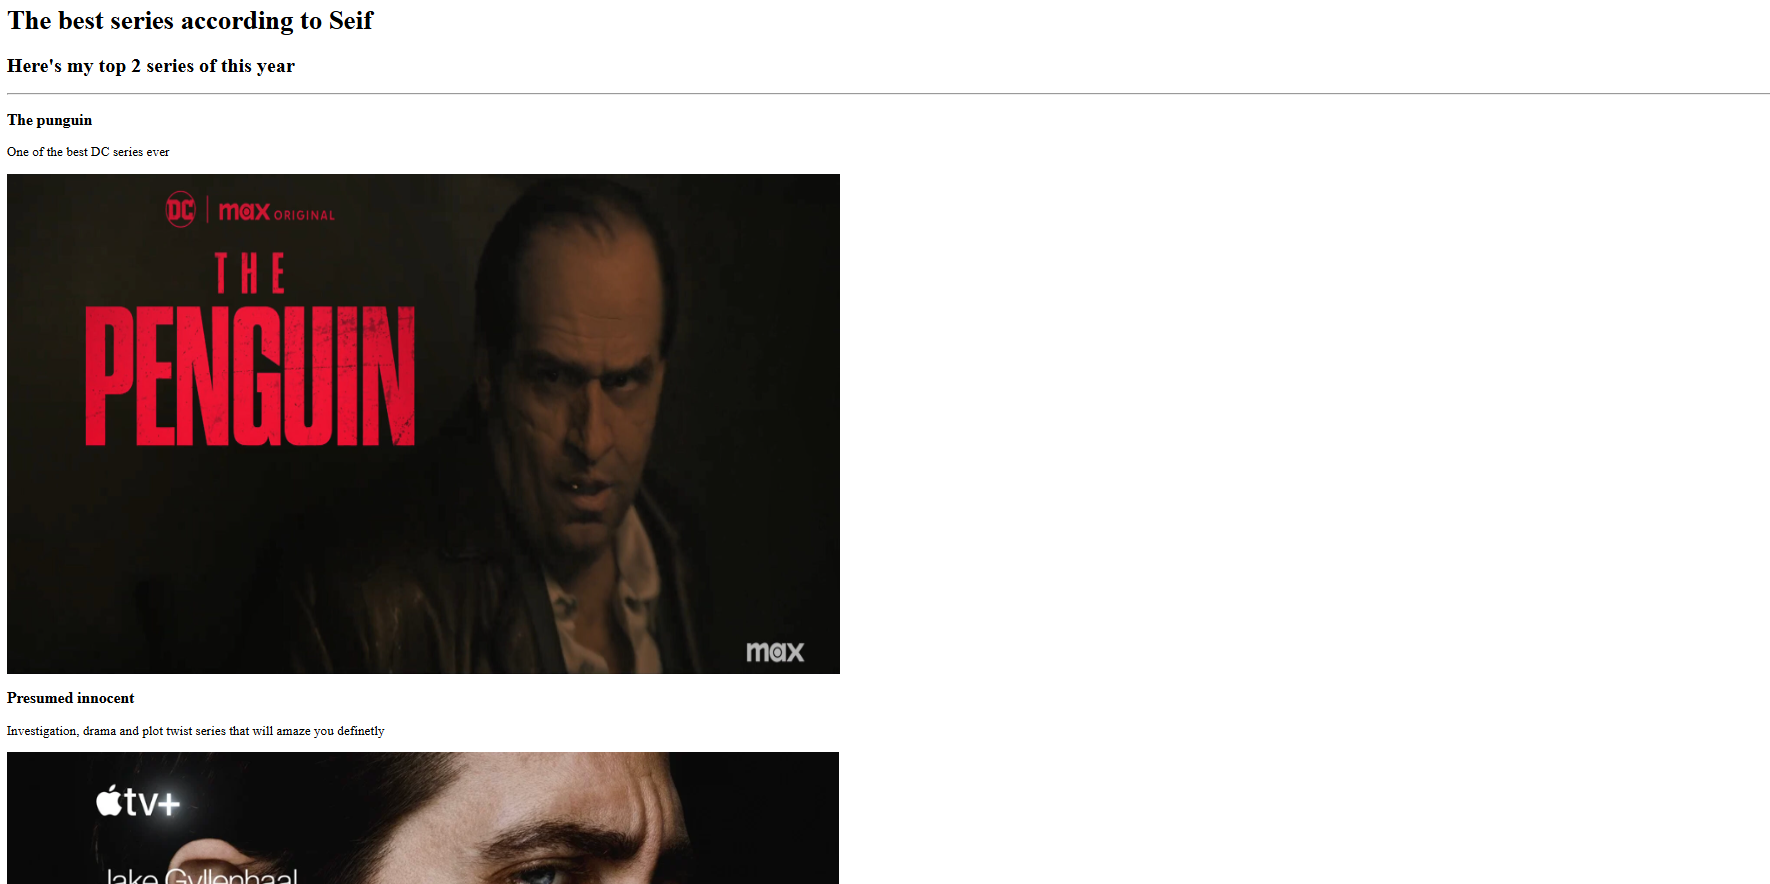 The best series according to Seif
Here's my top 2 series of this year
The punguin
One of the best DC series ever
DC | max ORIGINAL
THE
PENGUIN
max
Presumed innocent
Investigation, drama and plot twist series that will amaze you definetly
tv+
Jake Gyllenhaal